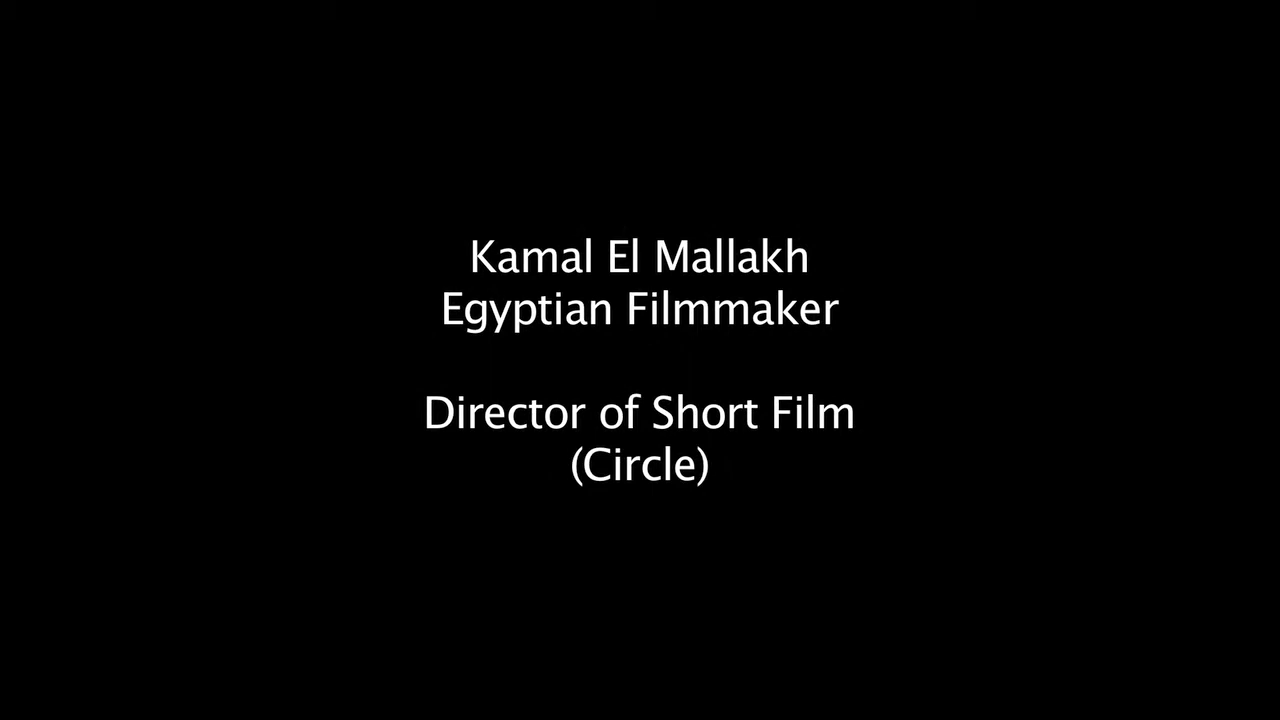 Kamal El Mallakh
Egyptian Filmmaker
Director of Short Film
(Circle)